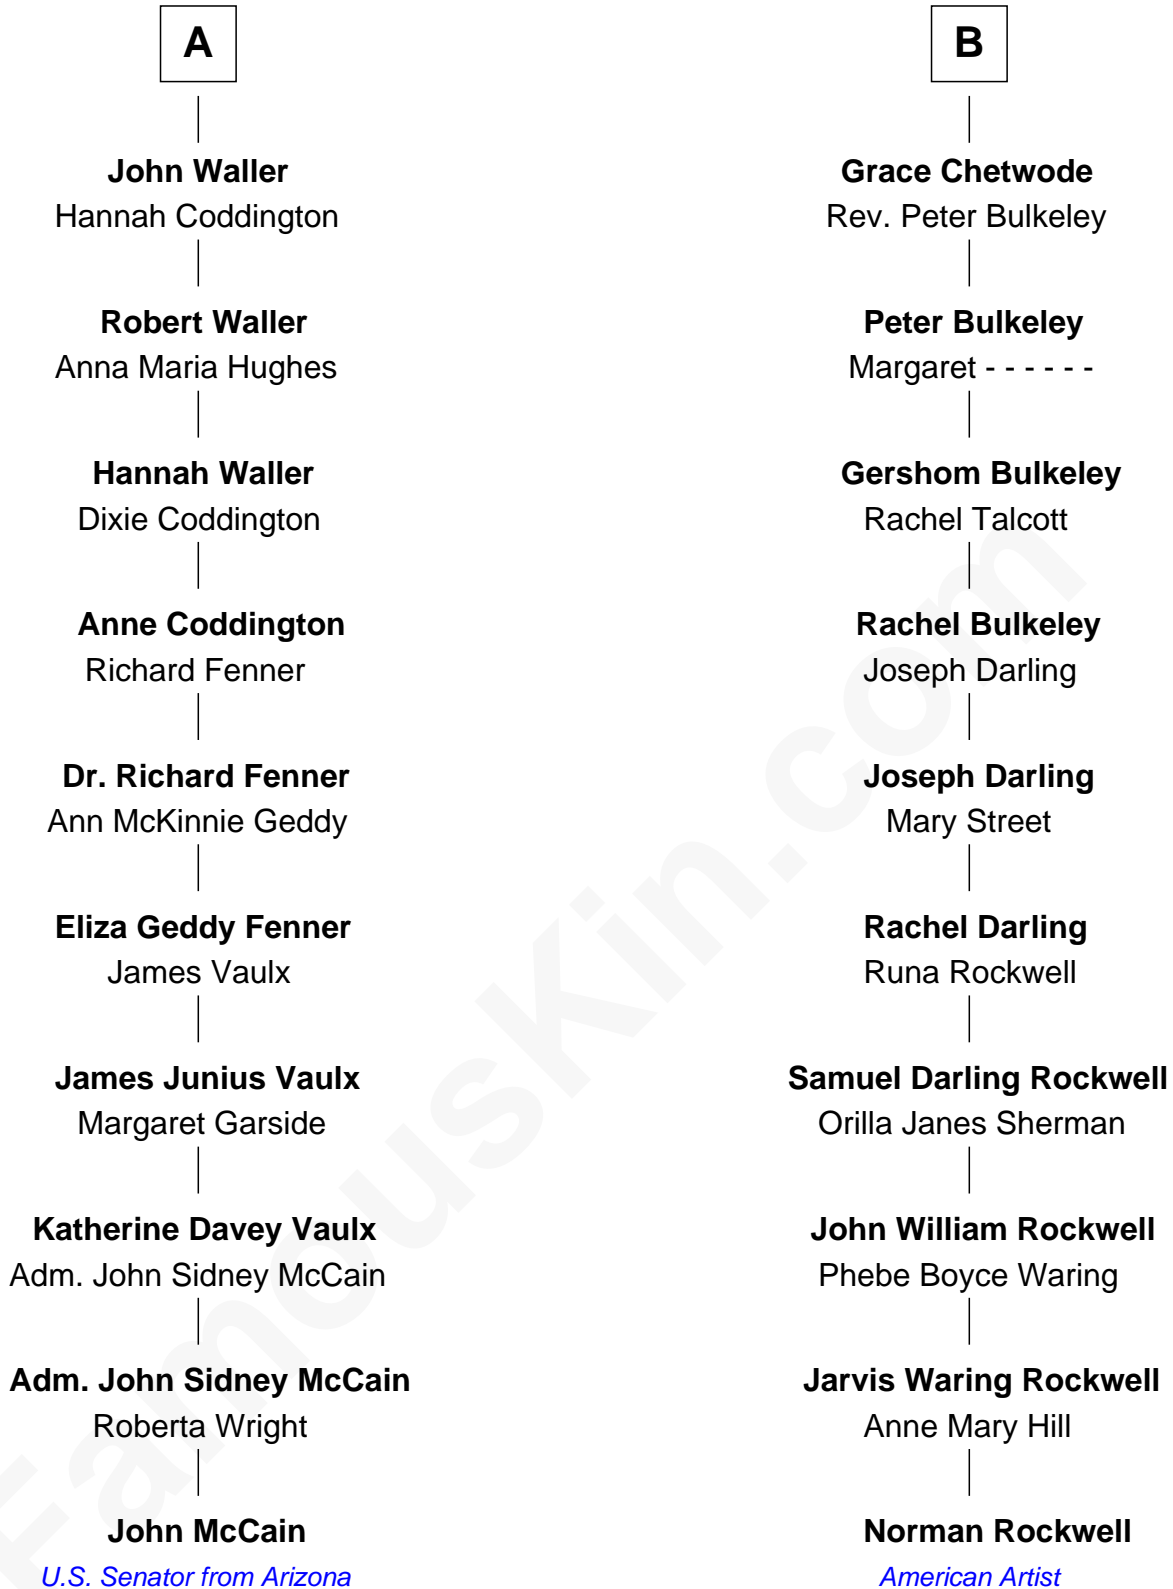 A
John Waller
Hannah Coddington
Robert Waller
Anna Maria Hughes
Hannah Waller
Dixie Coddington
Anne Coddington
Richard Fenner
Dr. Richard Fenner
Ann McKinnie Geddy
Eliza Geddy Fenner
James Vaulx
James Junius Vaulx
Margaret Garside
Katherine Davey Vaulx
Adm. John Sidney McCain
Adm. John Sidney McCain
Roberta Wright
John McCain
U.S. Senator from Arizona
B
Grace Chetwode
Rev. Peter Bulkeley
Peter Bulkeley
Margaret - - - - - -
Gershom Bulkeley
Rachel Talcott
Rachel Bulkeley
Joseph Darling
Joseph Darling
Mary Street
Rachel Darling
Runa Rockwell
Samuel Darling Rockwell
Orilla Janes Sherman
John William Rockwell
Phebe Boyce Waring
Jarvis Waring Rockwell
Anne Mary Hill
Norman Rockwell
American Artist
FamousKin.com